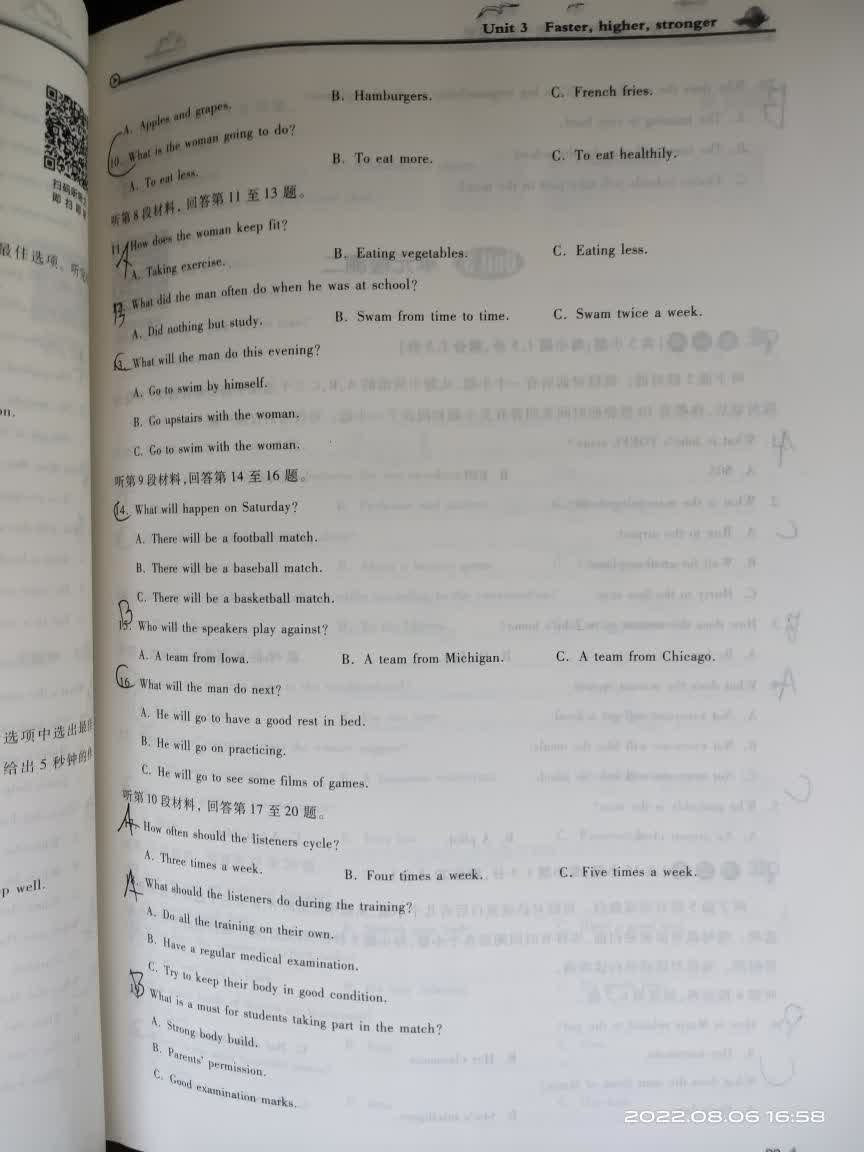 Unit 3 Faster, higher, stronger
A. Apples and grapes. B. Hamburgers. C. French fries.
10. What is the woman going to do?
A. To eat less. B. To eat more. C. To eat healthily.
听第8段材料，回答第11至13题。
11. How does the woman keep fit?
A
A. Taking exercise. B. Eating vegetables. C. Eating less.
What did the man often do when he was at school?
B
A. Did nothing but study. B. Swam from time to time. C. Swam twice a week.
What will the man do this evening?
A. Go to swim by himself.
B. Go upstairs with the woman.
C. Go to swim with the woman.
听第9段材料,回答第14至16题。
14. What will happen on Saturday?
A. There will be a football match.
B. There will be a baseball match.
C. There will be a basketball match.
B
15. Who will the speakers play against?
A. A team from Iowa. B. A team from Michigan. C. A team from Chicago.
C
16. What will the man do next?
A. He will go to have a good rest in bed.
B. He will go on practicing.
C. He will go to see some films of games.
听第10段材料，回答第17至20题。
A
How often should the listeners cycle?
A. Three times a week. B. Four times a week. C. Five times a week.
A
What should the listeners do during the training?
A. Do all the training on their own.
B. Have a regular medical examination.
C. Try to keep their body in good condition.
B
What is a must for students taking part in the match?
A. Strong body build.
B. Parents' permission.
C. Good examination marks.
最佳选项。听
on.
选项中选出最
给出5秒钟的
p well.
2022.08.06 16:58